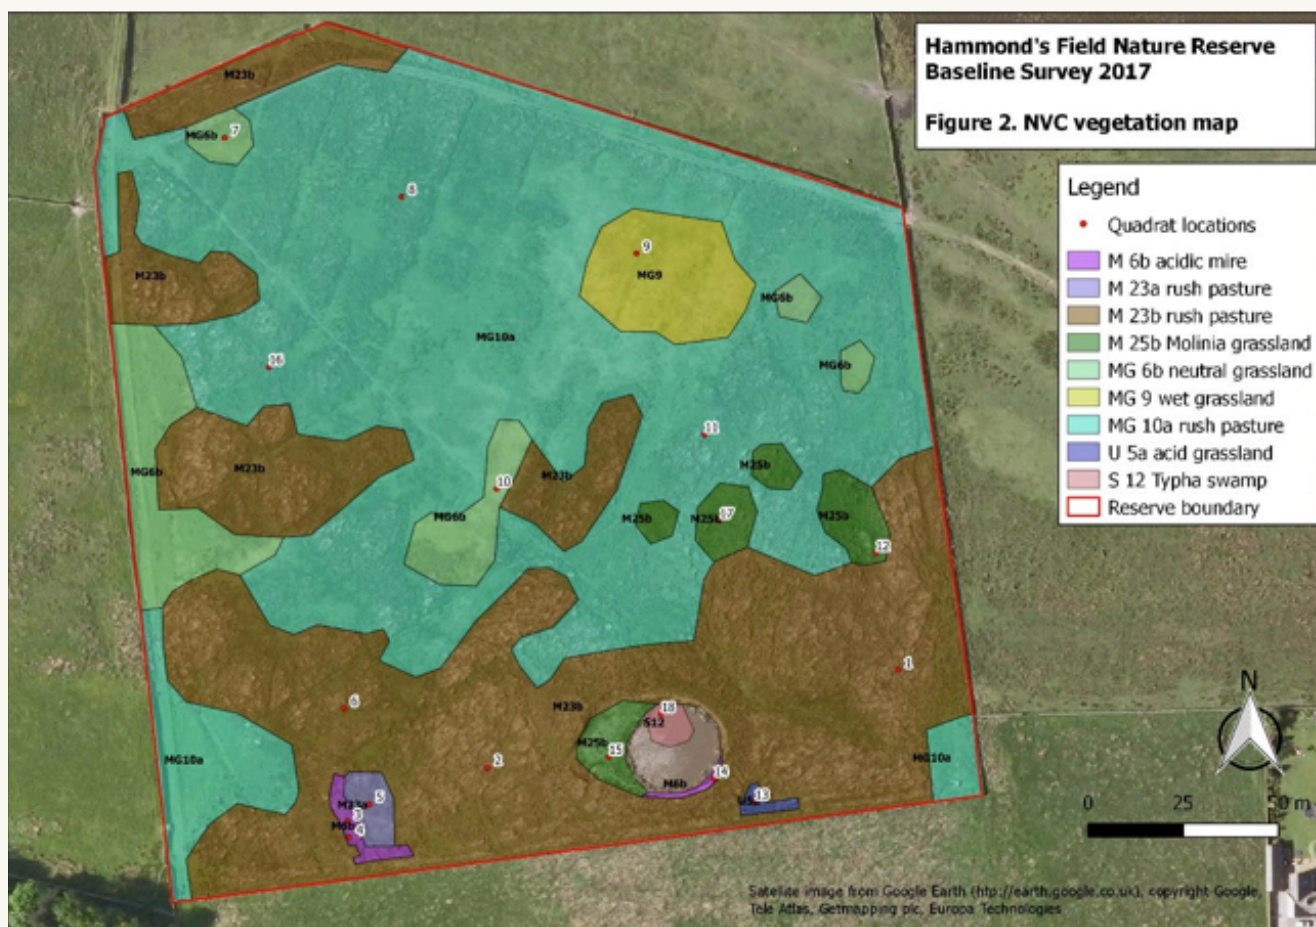 Hammond's Field Nature Reserve
Baseline Survey 2017
Figure 2. NVC vegetation map
Legend
Quadrat locations
M 6b acidic mire
M 23a rush pasture
M 23b rush pasture
M 25b Molinia grassland
MG 6b neutral grassland
MG 9 wet grassland
MG 10a rush pasture
U 5a acid grassland
S 12 Typha swamp
Reserve boundary
M23b
MG6b
7
8
9
MG9
M23b
MG6b
MG10a
MG6b
16
11
MG6b
M23b
10
M23b
M25b
MG6b
M25b
M25b
17
M25b
12
1
6
M23b
18
S12
M25b
15
2
MG10a
MG10a
14
M6b
5
13
3
M6b
4
N
0
25
50 m
Satellite image from Google Earth (http://earth.google.co.uk), copyright Google,
Tele Atlas, Getmapping plc, Europa Technologies